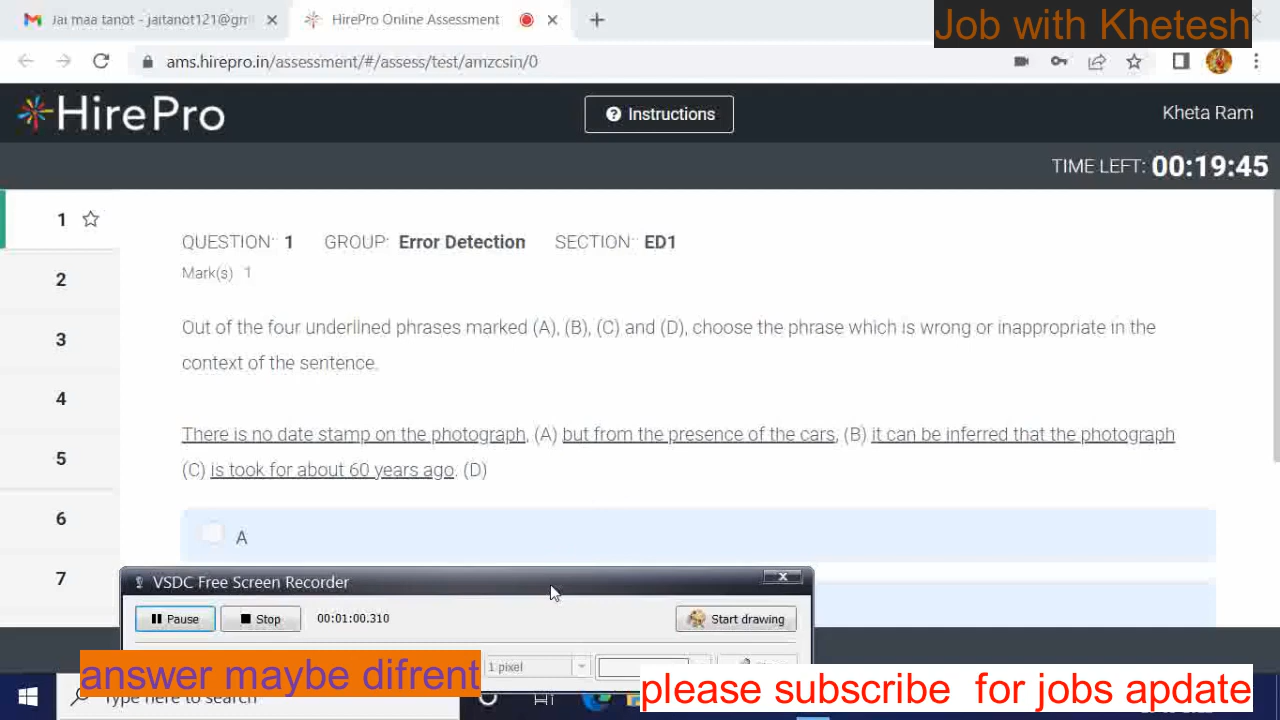 Jai maa tanot - jaitanot121@gm
HirePro Online Assessment
Job with Khetesh
ams.hirepro.in/assessment/#/assess/test/amzcsin/0
HirePro
Instructions
Kheta Ram
TIME LEFT: 00:19:45
1
2
3
4
5
6
7
QUESTION: 1 GROUP: Error Detection SECTION: ED1
Mark(s) 1
Out of the four underlined phrases marked (A), (B), (C) and (D), choose the phrase which is wrong or inappropriate in the
context of the sentence.
There is no date stamp on the photograph, (A) but from the presence of the cars, (B) it can be inferred that the photograph
(C) is took for about 60 years ago. (D)
A
VSDC Free Screen Recorder
Pause Stop 00:01:00.310 Start drawing
1 pixel
answer maybe difrent
please subscribe for jobs apdate
Type here to search